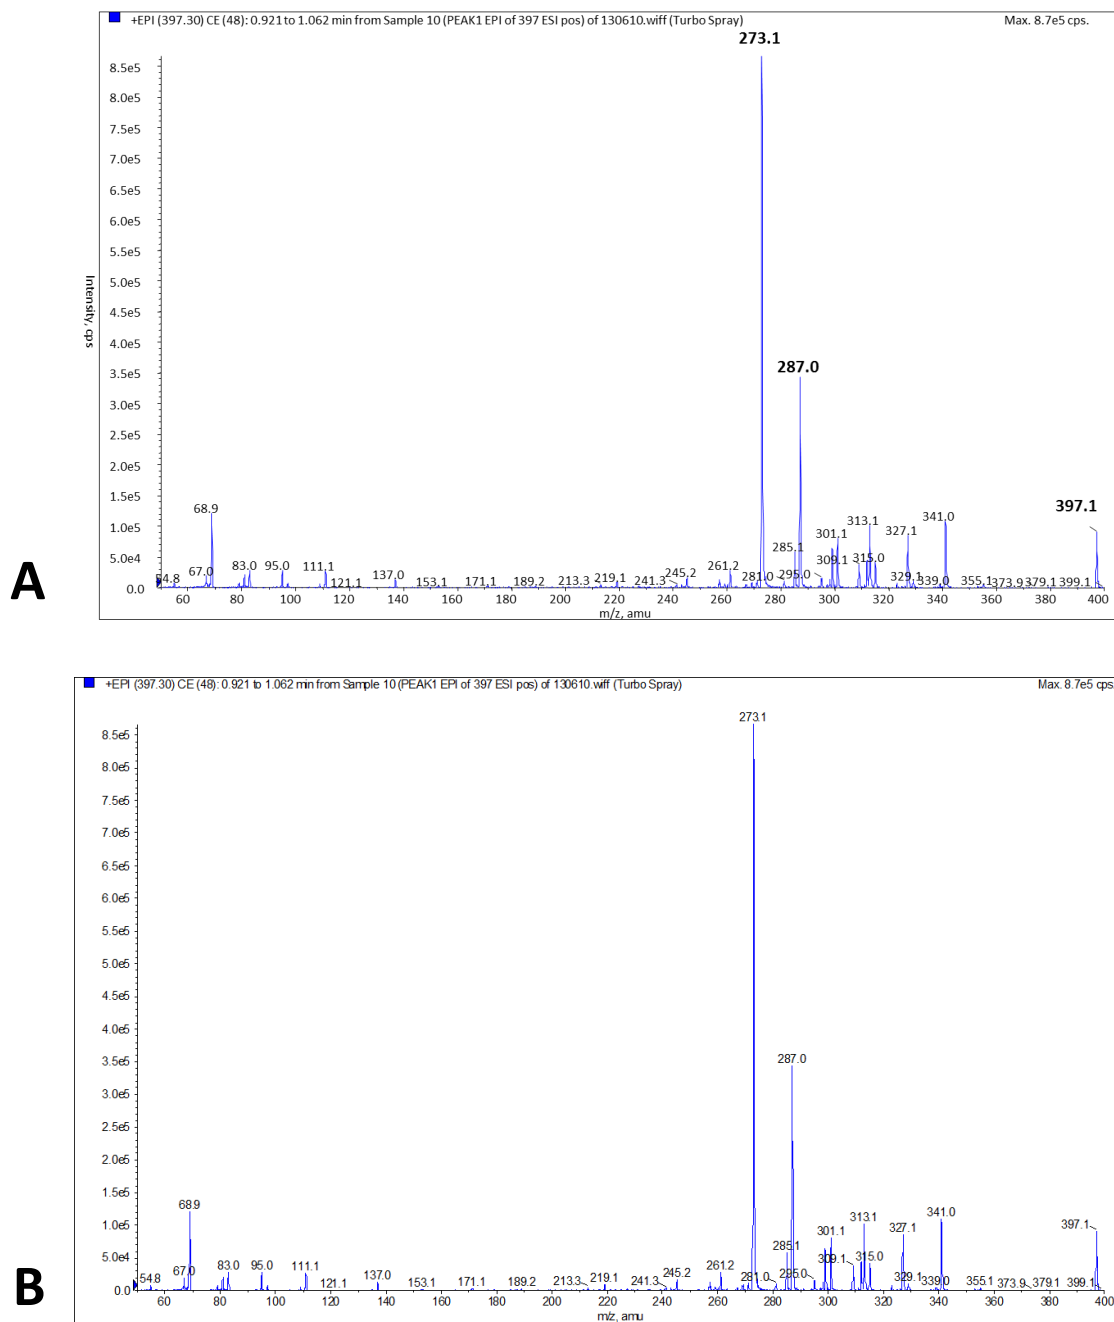 +EPI (397.30) CE (48): 0.921 to 1.062 min from Sample 10 (PEAK1 EPI of 397 ESI pos) of 130610.wiff (Turbo Spray) Max. 8.7e5 cps.
273.1
8.5e5
8.0e5
7.5e5
7.0e5
6.5e5
6.0e5
5.5e5
5.0e5
4.5e5
4.0e5
3.5e5
3.0e5
2.5e5
2.0e5
1.5e5
1.0e5
5.0e4
0.0
Intensity, cps
287.0
397.1
68.9
54.8
67.0
83.0
95.0
111.1
121.1
137.0
153.1
171.1
189.2
213.3
219.1
241.3
245.2
261.2
281.0
285.1
295.0
301.1
309.1
313.1
315.0
327.1
329.1
341.0
339.0
355.1
373.9
379.1
399.1
60 80 100 120 140 160 180 200 220 240 260 280 300 320 340 360 380 400
m/z, amu
A
+EPI (397.30) CE (48): 0.921 to 1.062 min from Sample 10 (PEAK1 EPI of 397 ESI pos) of 130610.wiff (Turbo Spray) Max. 8.7e5 cps.
273.1
8.5e5
8.0e5
7.5e5
7.0e5
6.5e5
6.0e5
5.5e5
5.0e5
4.5e5
4.0e5
3.5e5
3.0e5
2.5e5
2.0e5
1.5e5
1.0e5
5.0e4
0.0
287.0
397.1
68.9
54.8
67.0
83.0
95.0
111.1
121.1
137.0
153.1
171.1
189.2
213.3
219.1
241.3
245.2
261.2
281.0
285.1
295.0
301.1
309.1
313.1
315.0
327.1
329.1
341.0
339.0
355.1
373.9
379.1
399.1
60 80 100 120 140 160 180 200 220 240 260 280 300 320 340 360 380 400
m/z, amu
B